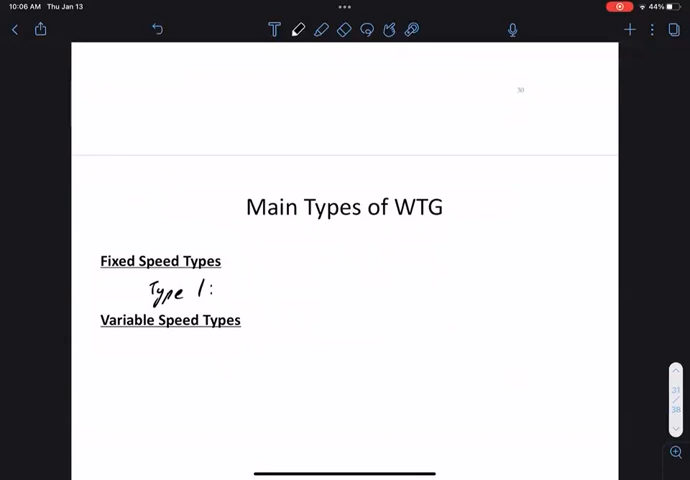 10:06 AM Thu Jan 13
44%
30
Main Types of WTG
Fixed Speed Types
Type 1:
Variable Speed Types
31
/
38